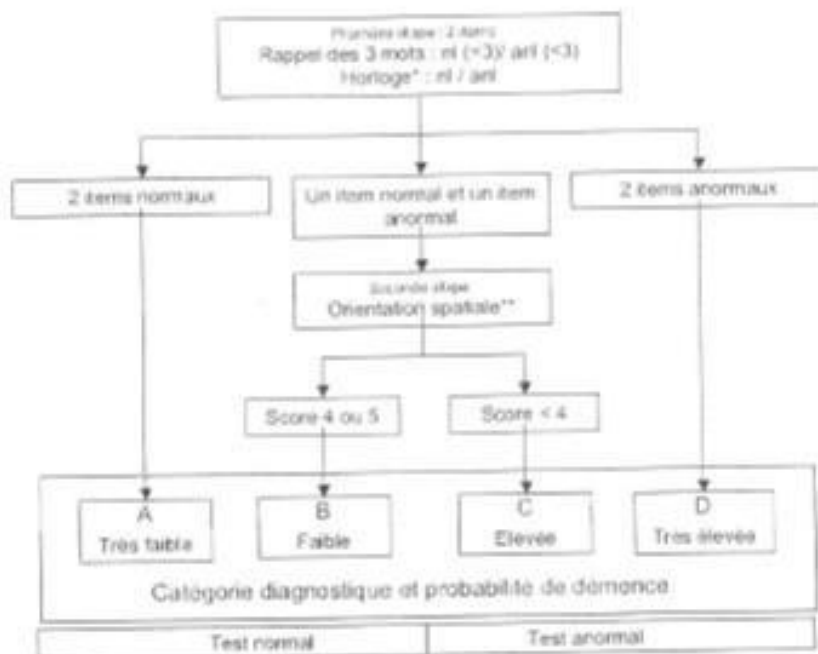 Première étape : 2 items
Rappel des 3 mots : nl (=3)/ anl (<3)
Horloge* : nl / anl
2 items normaux
Un item normal et un item
anormal
2 items anormaux
Seconde étape
Orientation spatiale**
Score 4 ou 5
Score < 4
A
Très faible
B
Faible
C
Elevée
D
Très élevée
Catégorie diagnostique et probabilité de démence
Test normal
Test anormal